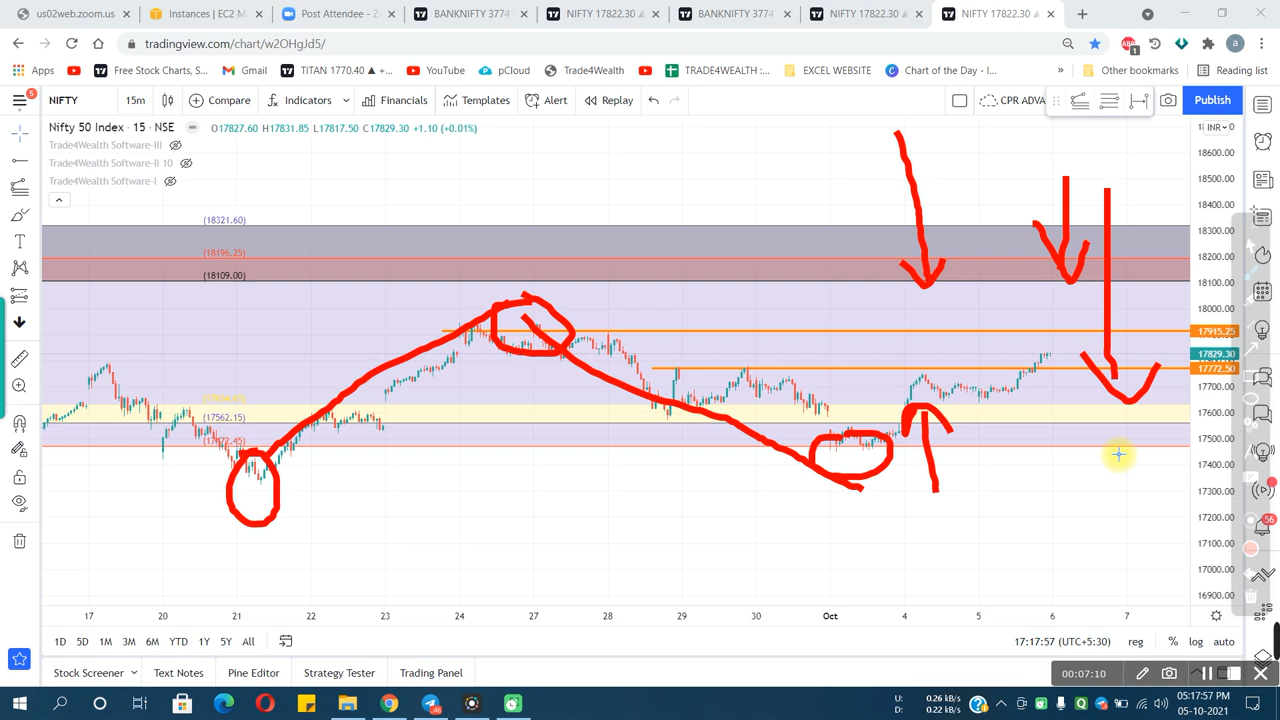 us02web.zoom.us
Instances | EC2 M
Post Attendee - Z
BANKNIFTY 3774
NIFTY 17822.30
BANKNIFTY 3774
NIFTY 17822.30
NIFTY 17822.30
tradingview.com/chart/w2OHgJd5/
Apps
Free Stock Charts, S...
Gmail
TITAN 1770.40 ▲ +...
YouTube
pCloud
Trade4Wealth
TRADE4WEALTH :...
EXCEL WEBSITE
Chart of the Day - I...
»
Other bookmarks
Reading list
5
NIFTY
15m
Compare
Indicators
Financials
Templates
Alert
Replay
CPR ADVA
Publish
Nifty 50 Index · 15 · NSE
O17827.60 H17831.85 L17817.50 C17829.30 +1.10 (+0.01%)
Trade4Wealth Software-III
Trade4Wealth Software-II 10
Trade4Wealth Software-I
INR
(18321.60)
(18196.25)
(18109.00)
(17562.15)
18600.00
18500.00
18400.00
18300.00
18200.00
18100.00
18000.00
17915.25
17829.30
17772.50
17700.00
17600.00
17500.00
17400.00
17300.00
17200.00
17100.00
17000.00
16900.00
17 20 21 22 23 24 27 28 29 30 Oct 4 5 6 7
1D 5D 1M 3M 6M YTD 1Y 5Y All
17:17:57 (UTC+5:30) reg % log auto
Stock Screener
Text Notes
Pine Editor
Strategy Tester
Trading Panel
00:07:10
56
U: 0.26 kB/s
D: 0.22 kB/s
05:17:57 PM
05-10-2021